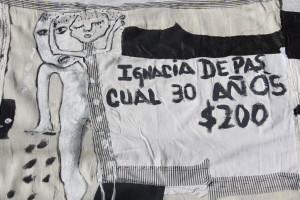 IGNACIA DE PAS
CUAL 30 AÑOS
$200